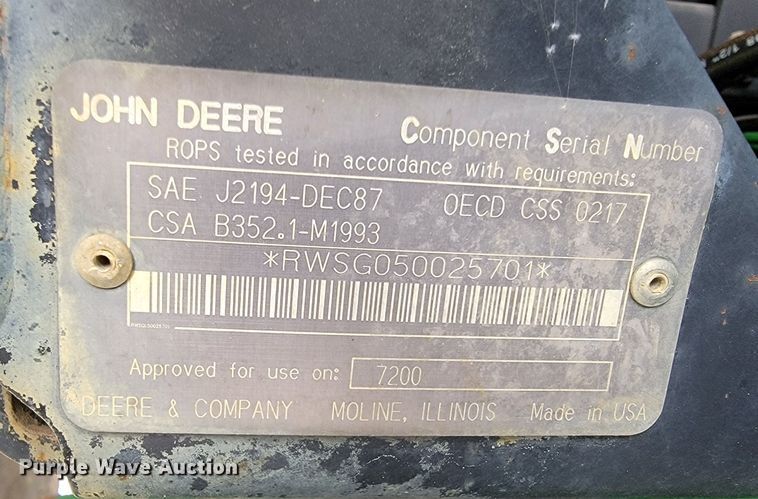 JOHN DEERE
Component Serial Number
ROPS tested in accordance with requirements:
SAE J2194-DEC87 OECD CSS 0217
CSA B352.1-M1993
*RWSG050025701*
Approved for use on: 7200
DEERE & COMPANY MOLINE, ILLINOIS Made in USA
Purple Wave Auction